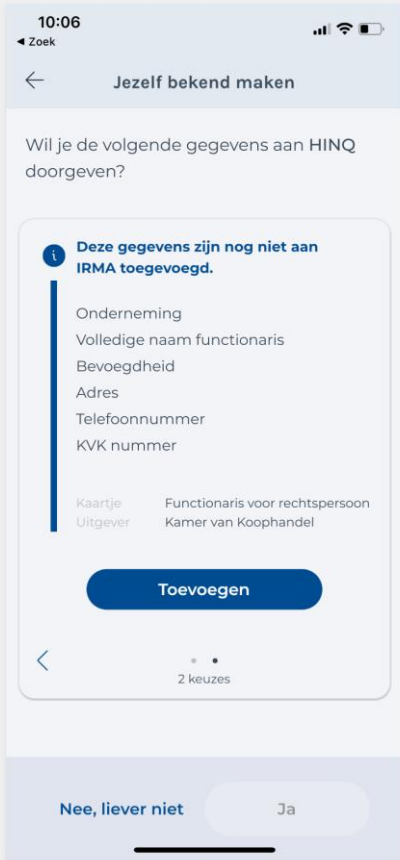 10:06
◀ Zoek
Jezelf bekend maken
Wil je de volgende gegevens aan HINQ
doorgeven?
Deze gegevens zijn nog niet aan
IRMA toegevoegd.
Onderneming
Volledige naam functionaris
Bevoegdheid
Adres
Telefoonnummer
KVK nummer
Kaartje Functionaris voor rechtspersoon
Uitgever Kamer van Koophandel
Toevoegen
2 keuzes
Nee, liever niet
Ja